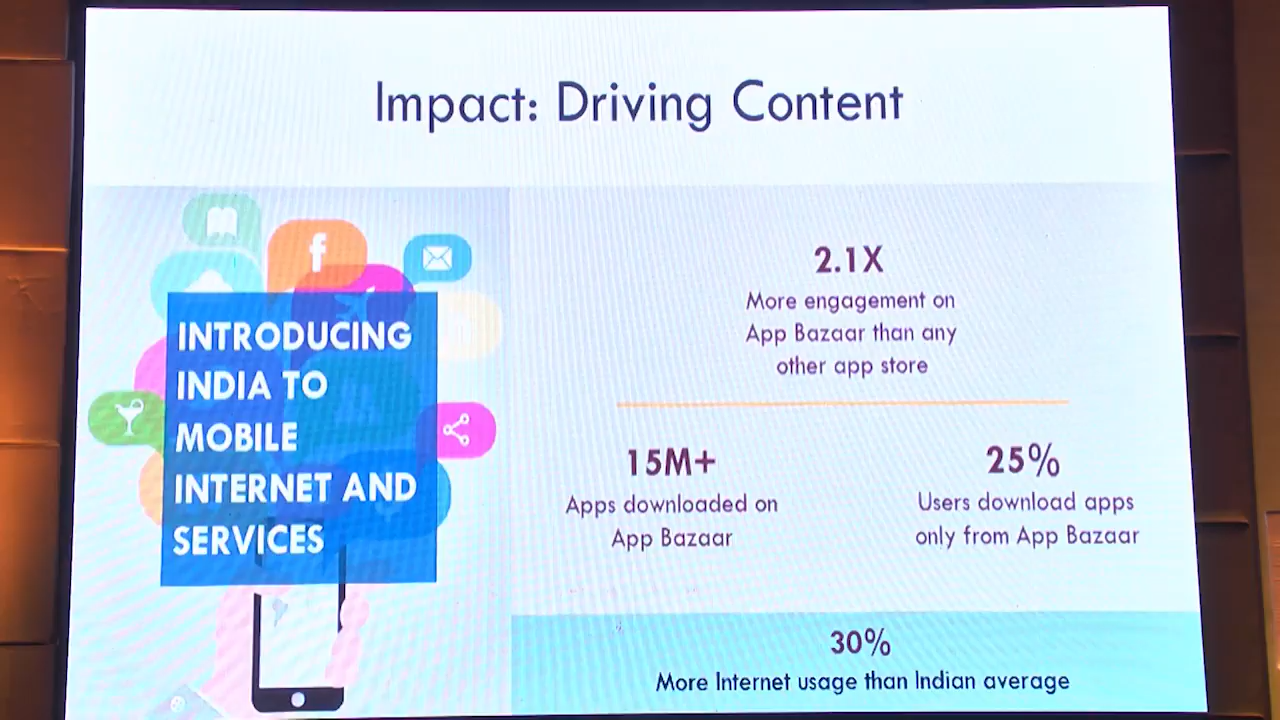 Impact: Driving Content
f
INTRODUCING
INDIA TO
MOBILE
INTERNET AND
SERVICES
2.1X
More engagement on
App Bazaar than any
other app store
15M+
Apps downloaded on
App Bazaar
25%
Users download apps
only from App Bazaar
30%
More Internet usage than Indian average